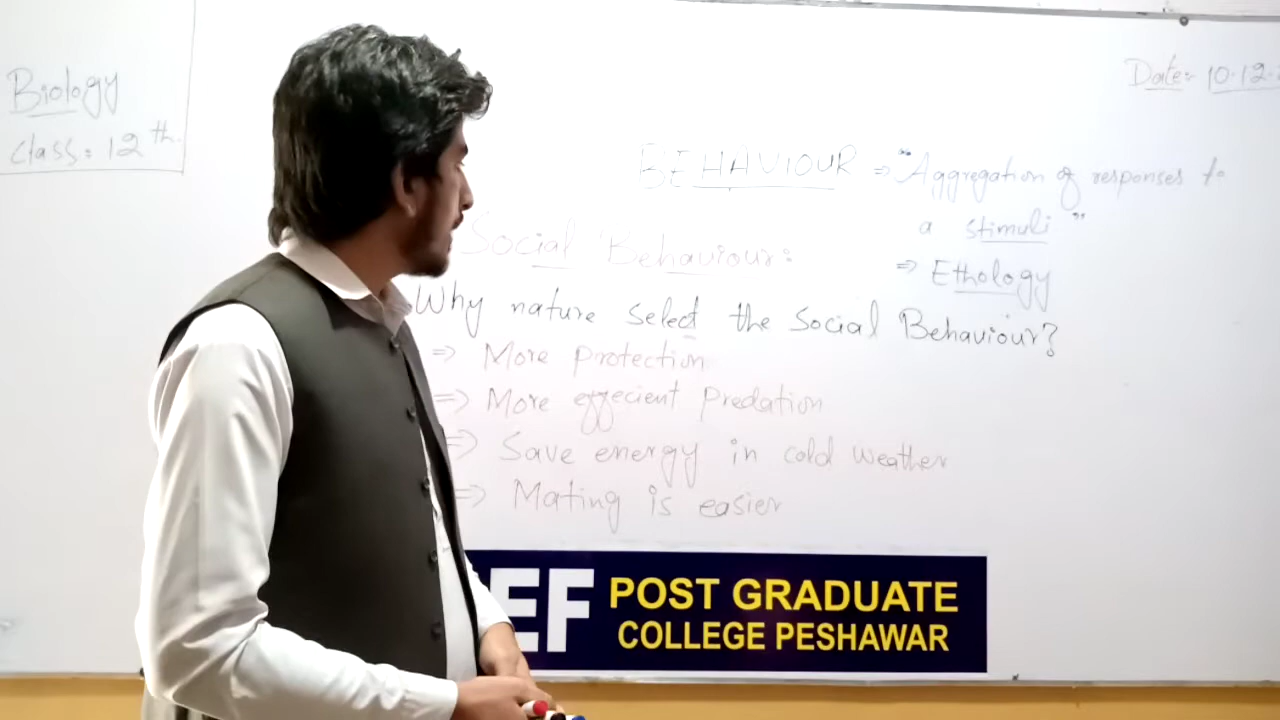 Biology
Class: 12th.
Date:- 10.12.
BEHAVIOUR => "Aggregation of responses to
a stimuli"
=> Ethology
Social Behaviour:
Why nature select the Social Behaviour?
=> More protection
=> More effecient Predation
=> Save energy in cold weather
=> Mating is easier
EF POST GRADUATE
COLLEGE PESHAWAR